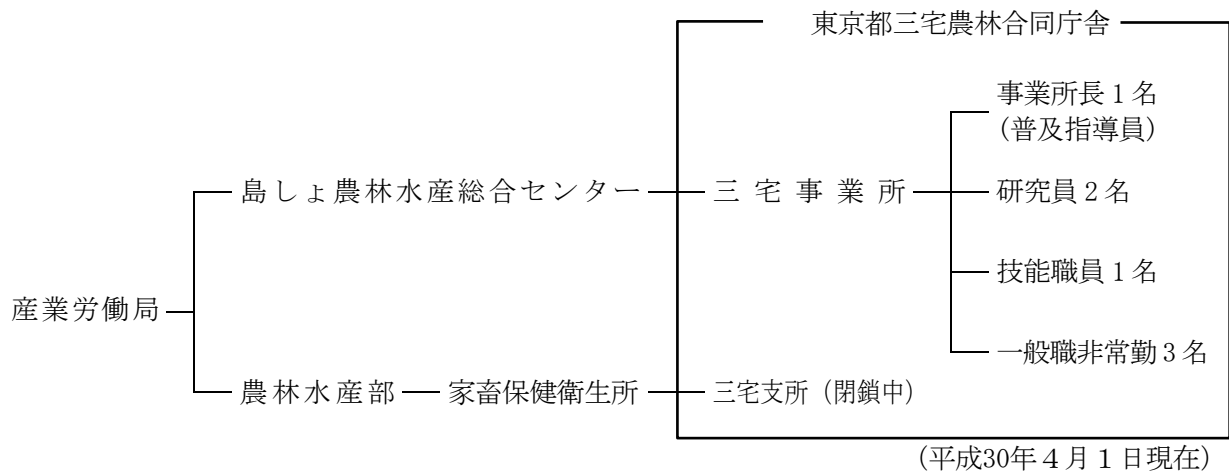 東京都三宅農林合同庁舎
事業所長1名
(普及指導員)
島しょ農林水産総合センター
三宅事業所
研究員2名
技能職員1名
産業労働局
一般職非常勤3名
農林水産部
家畜保健衛生所
三宅支所（閉鎖中）
(平成30年４月１日現在)